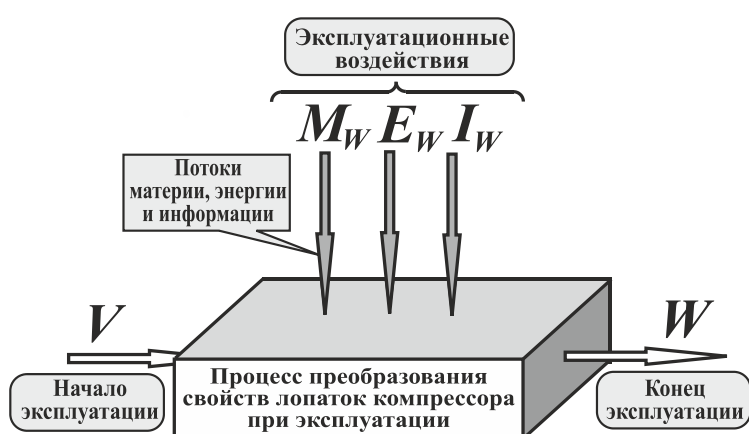 Эксплуатационные
воздействия
M_W E_W I_W
Потоки
материи, энергии
и информации
V
W
Начало
эксплуатации
Процесс преобразования
свойств лопаток компрессора
при эксплуатации
Конец
эксплуатации